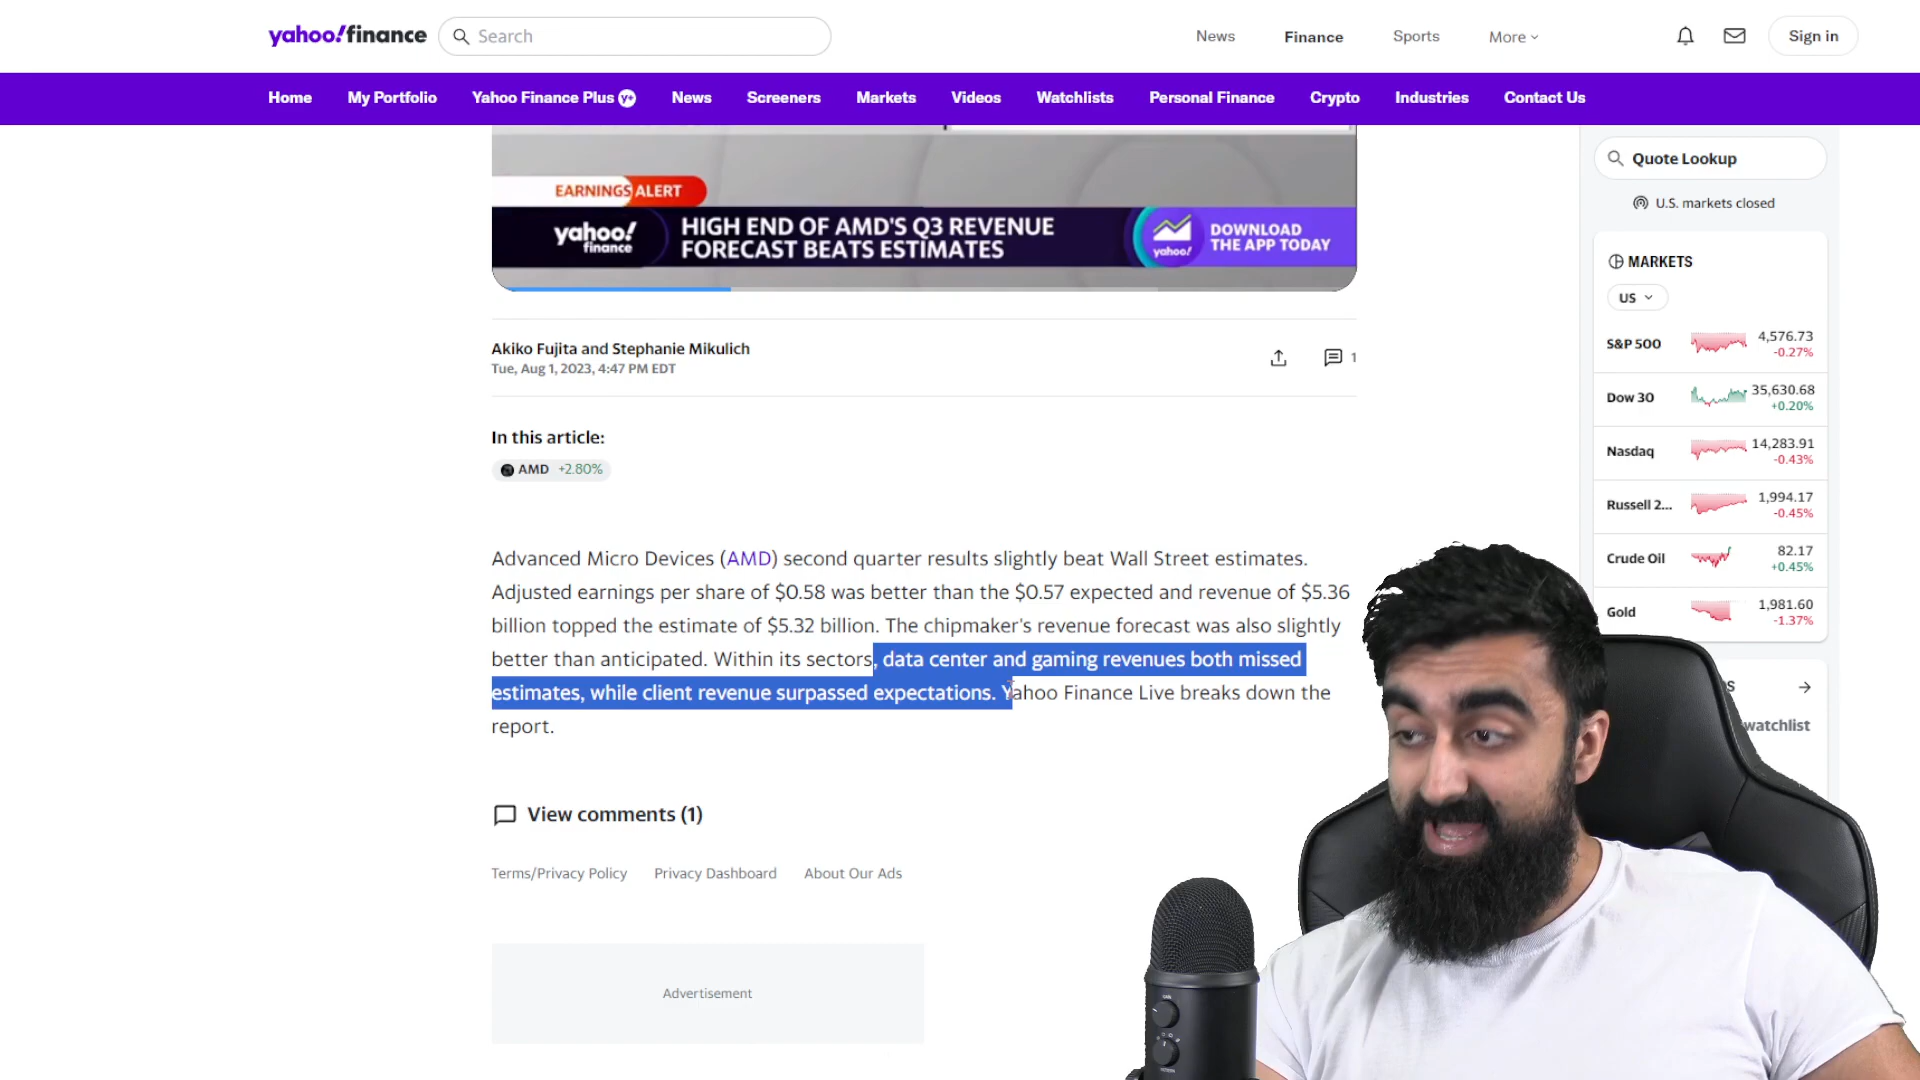 yahoo!finance
Search
News
Finance
Sports
More
Sign in
Home
My Portfolio
Yahoo Finance Plus
News
Screeners
Markets
Videos
Watchlists
Personal Finance
Crypto
Industries
Contact Us
EARNINGS ALERT
yahoo!
finance
HIGH END OF AMD'S Q3 REVENUE
FORECAST BEATS ESTIMATES
yahoo!
DOWNLOAD
THE APP TODAY
Akiko Fujita and Stephanie Mikulich
Tue, Aug 1, 2023, 4:47 PM EDT
1
In this article:
AMD +2.80%
Advanced Micro Devices (AMD) second quarter results slightly beat Wall Street estimates.
Adjusted earnings per share of $0.58 was better than the $0.57 expected and revenue of $5.36
billion topped the estimate of $5.32 billion. The chipmaker's revenue forecast was also slightly
better than anticipated. Within its sectors, data center and gaming revenues both missed
estimates, while client revenue surpassed expectations. Yahoo Finance Live breaks down the
report.
View comments (1)
Terms/Privacy Policy
Privacy Dashboard
About Our Ads
Advertisement
Quote Lookup
U.S. markets closed
MARKETS
US
S&P 500
4,576.73
-0.27%
Dow 30
35,630.68
+0.20%
Nasdaq
14,283.91
-0.43%
Russell 2...
1,994.17
-0.45%
Crude Oil
82.17
+0.45%
Gold
1,981.60
-1.37%
watchlist